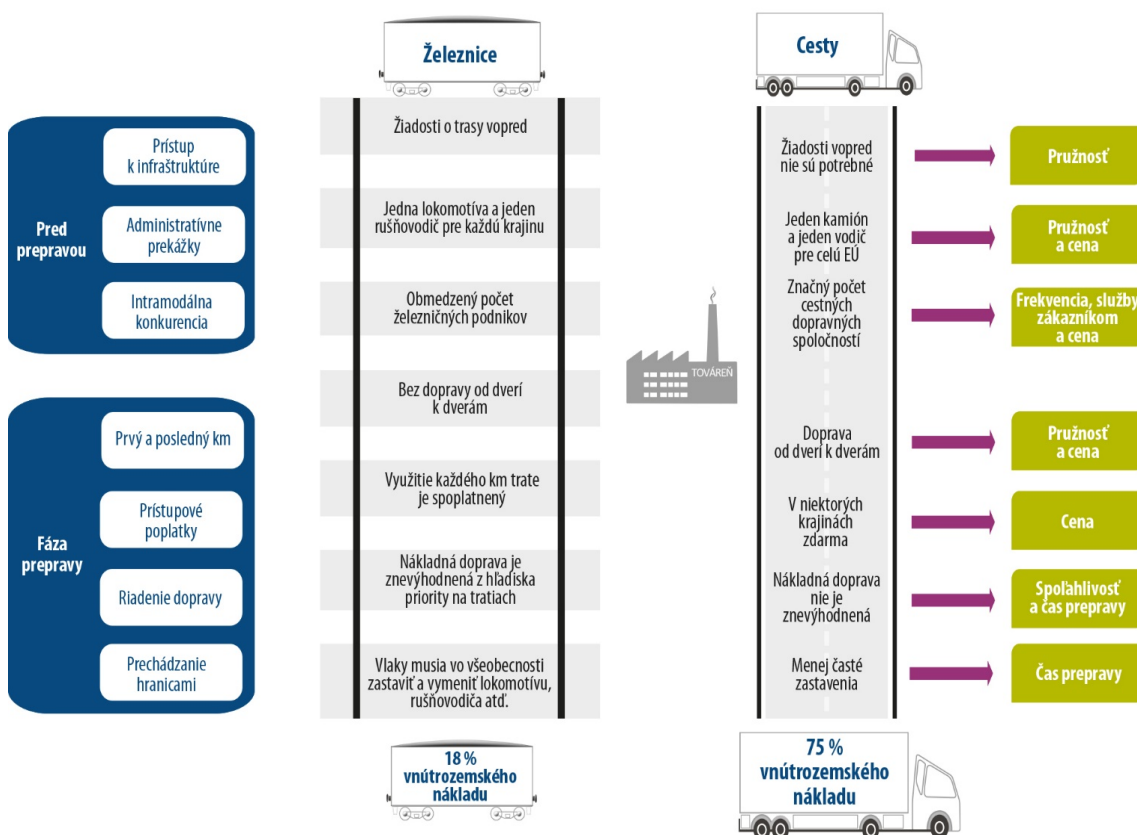 Železnice
Cesty
Pred
prepravou
Prístup
k infraštruktúre
Žiadosti o trasy vopred
Žiadosti vopred
nie sú potrebné
Pružnosť
Administratívne
prekážky
Jedna lokomotíva a jeden
rušňovodič pre každú krajinu
Jeden kamión
a jeden vodič
pre celú EÚ
Pružnosť
a cena
Intramodálna
konkurencia
Obmedzený počet
železničných podnikov
Značný počet
cestných
dopravných
spoločností
Frekvencia, služby
zákazníkom
a cena
TOVÁREŇ
Fáza
prepravy
Prvý a posledný km
Bez dopravy od dverí
k dverám
Doprava
od dverí k dverám
Pružnosť
a cena
Prístupové
poplatky
Využitie každého km trate
je spoplatnený
V niektorých
krajinách
zdarma
Cena
Riadenie dopravy
Nákladná doprava je
znevýhodnená z hľadiska
priority na tratiach
Nákladná doprava
nie je
znevýhodnená
Spoľahlivosť
a čas prepravy
Prechádzanie
hranicami
Vlaky musia vo všeobecnosti
zastaviť a vymeniť lokomotívu,
rušňovodiča atď.
Menej časté
zastavenia
Čas prepravy
18 %
vnútrozemského
nákladu
75 %
vnútrozemského
nákladu